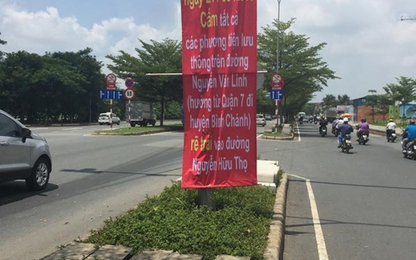 Cấm tất cả
các phương tiện lưu
thông trên đường
Nguyễn Văn Linh
(hướng từ Quận 7 đi
huyện Bình Chánh)
rẽ trái vào đường
Nguyễn Hữu Thọ